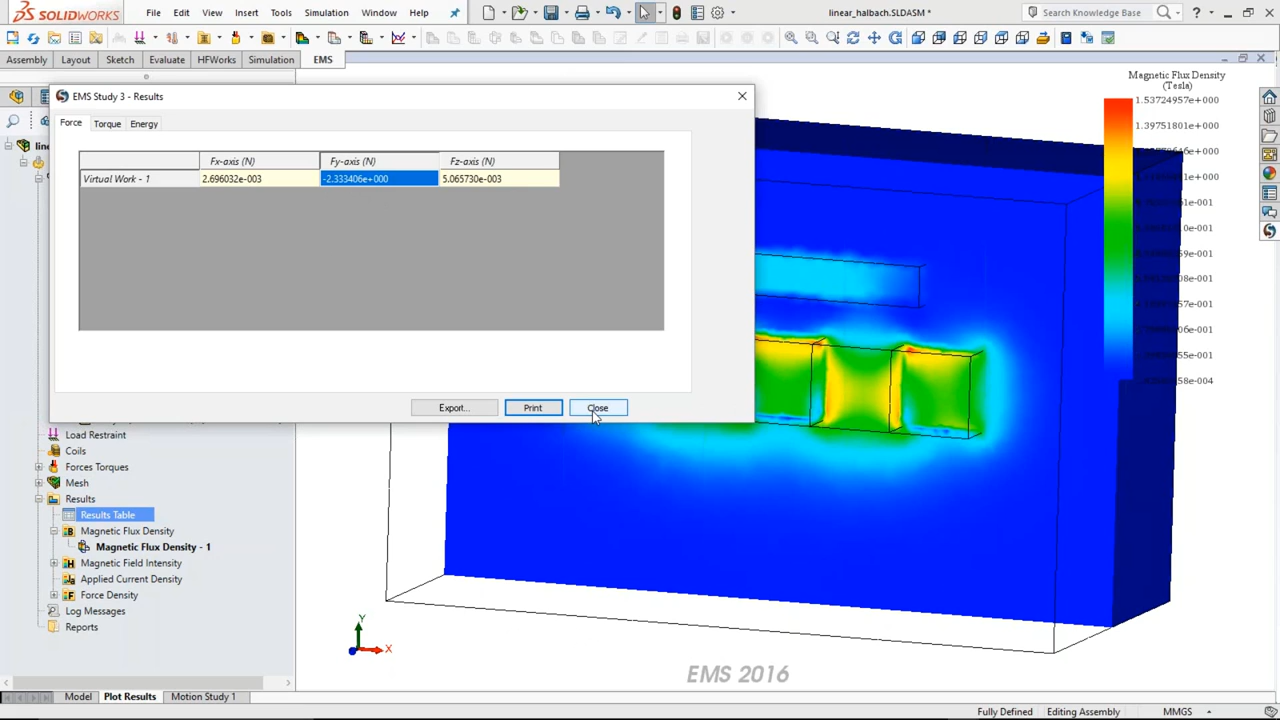 SOLIDWORKS File Edit View Insert Tools Simulation Window Help linear_halbach.SLDASM * Search Knowledge Base ?
Assembly Layout Sketch Evaluate HFWorks Simulation EMS
EMS Study 3 - Results
Force Torque Energy
Fx-axis (N) Fy-axis (N) Fz-axis (N)
Virtual Work - 1 2.696032e-003 -2.333406e+000 5.065730e-003
Export... Print Close
Magnetic Flux Density
(Tesla)
1.53724957e+000
1.39751801e+000
lin
Load Restraint
Coils
Forces Torques
Mesh
Results
Results Table
Magnetic Flux Density
Magnetic Flux Density - 1
Magnetic Field Intensity
Applied Current Density
Force Density
Log Messages
Reports
Y
X
EMS 2016
Model Plot Results Motion Study 1
Fully Defined Editing Assembly MMGS